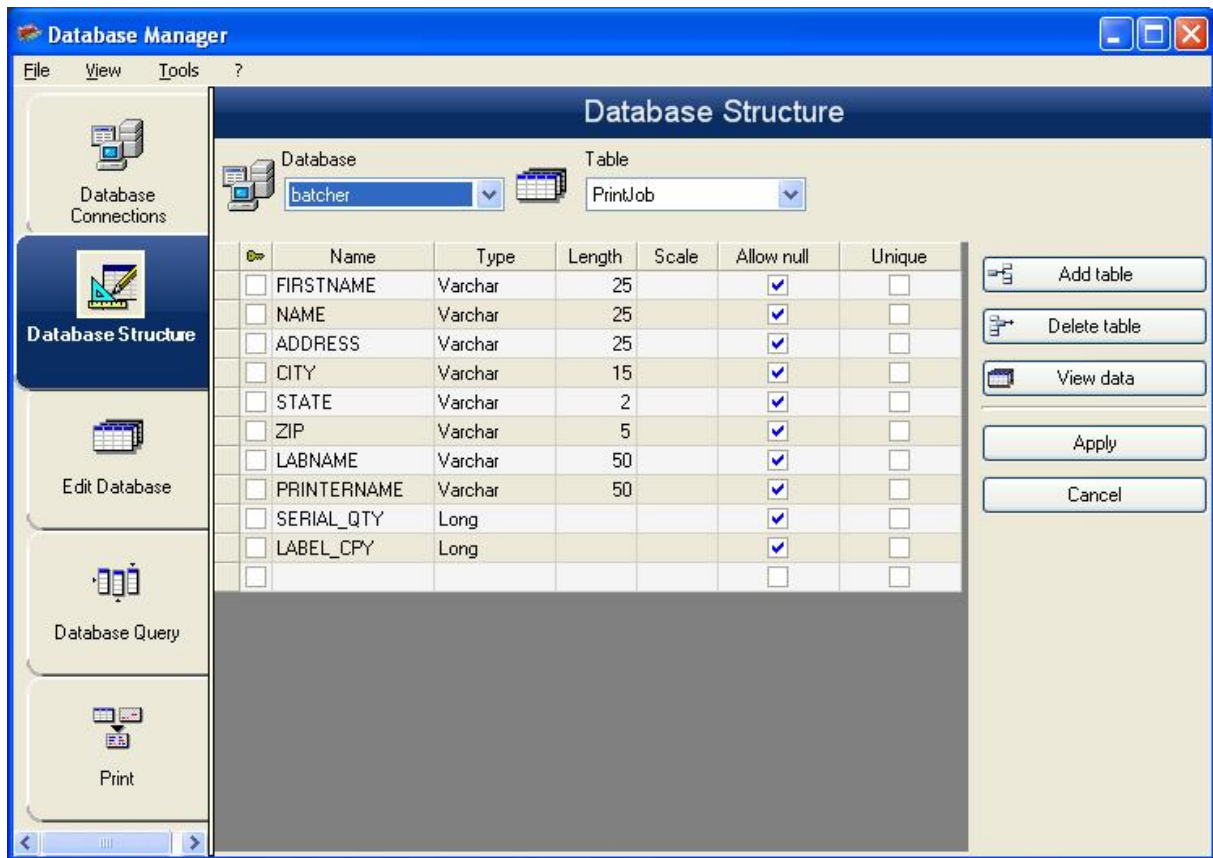 Database Manager
File View Tools ?
Database Structure
Database Connections
Database Structure
Edit Database
Database Query
Print
Database Table
batcher PrintJob
Name Type Length Scale Allow null Unique
FIRSTNAME Varchar 25
NAME Varchar 25
ADDRESS Varchar 25
CITY Varchar 15
STATE Varchar 2
ZIP Varchar 5
LABNAME Varchar 50
PRINTERNAME Varchar 50
SERIAL_QTY Long
LABEL_CPY Long
Add table
Delete table
View data
Apply
Cancel